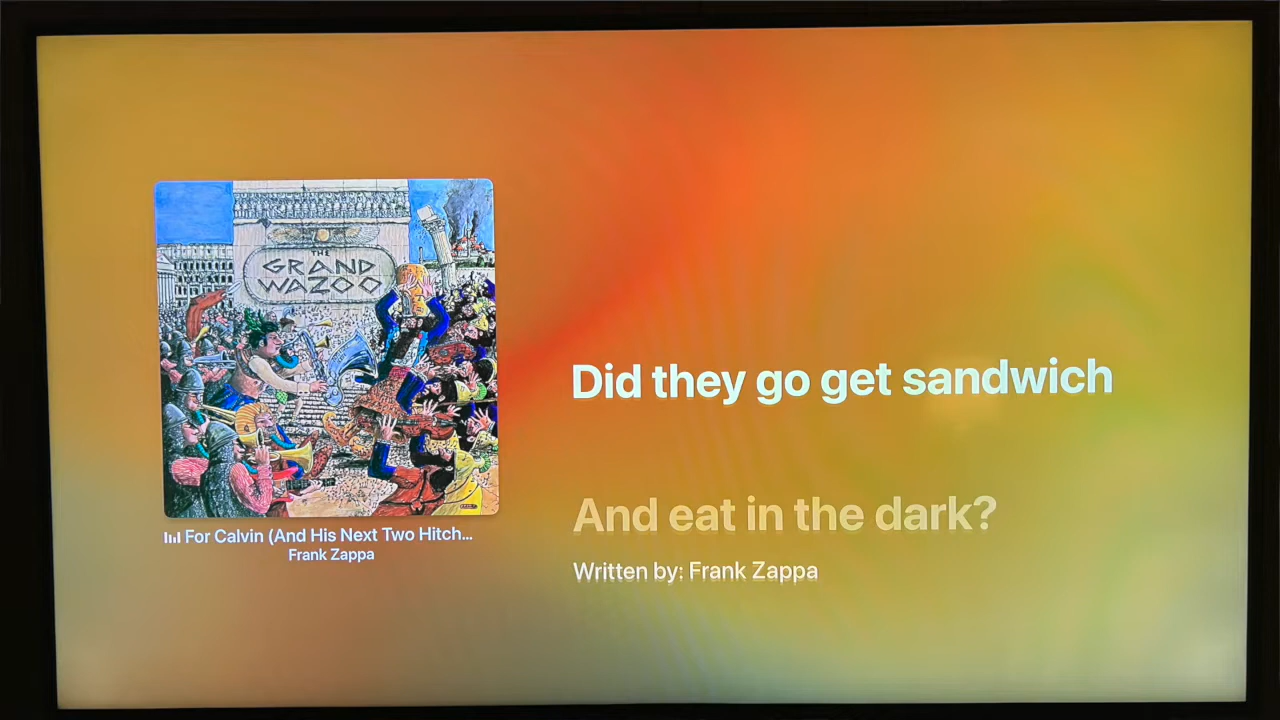 THE
GRAND
WAZOO
For Calvin (And His Next Two Hitch...
Frank Zappa
Did they go get sandwich
And eat in the dark?
Written by: Frank Zappa